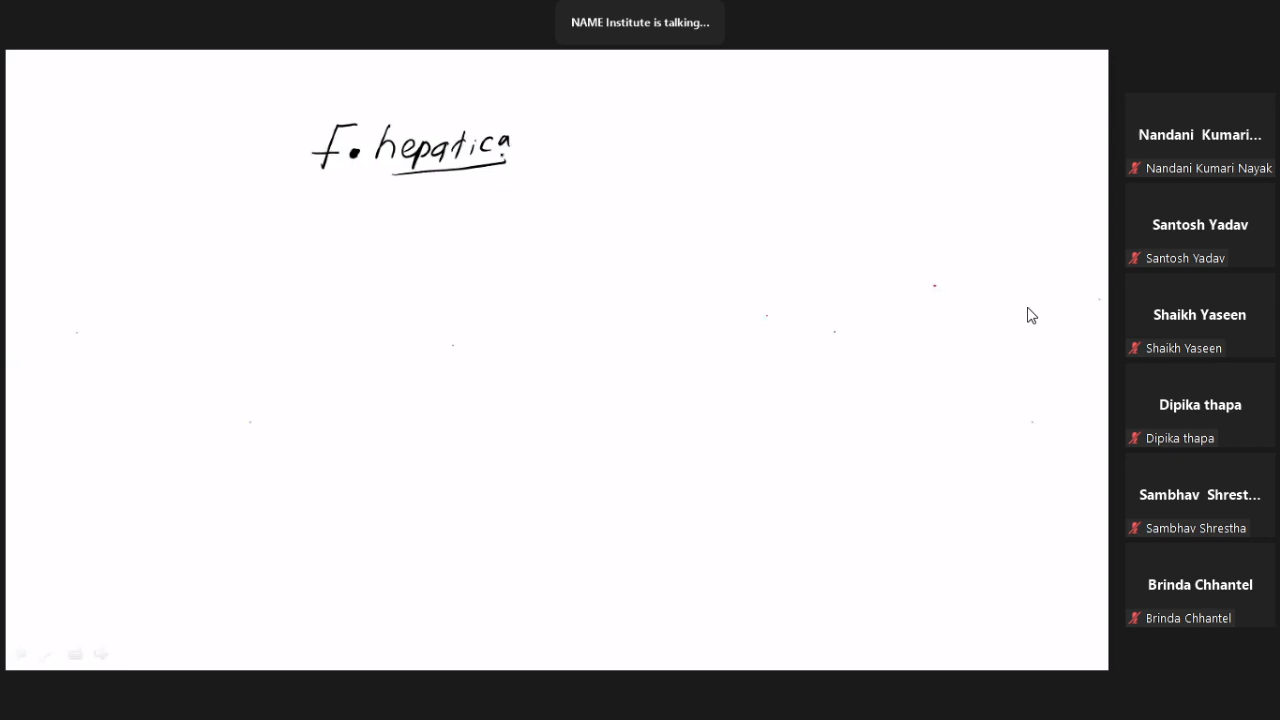 NAME Institute is talking...
F. hepatica
Nandani Kumari...
Nandani Kumari Nayak
Santosh Yadav
Santosh Yadav
Shaikh Yaseen
Shaikh Yaseen
Dipika thapa
Dipika thapa
Sambhav Shrest...
Sambhav Shrestha
Brinda Chhantel
Brinda Chhantel